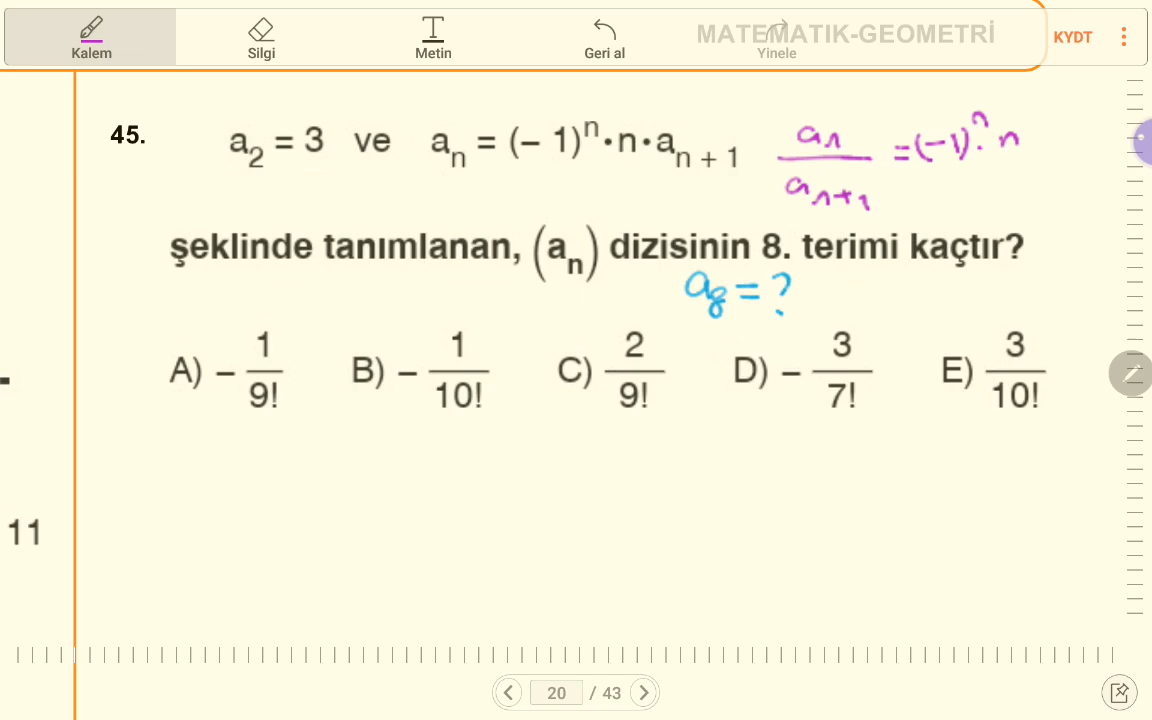 Kalem Silgi Metin Geri al Yinele MATEMATİK-GEOMETRİ KYDT
45. a₂ = 3 ve aₙ = (– 1)ⁿ·n·aₙ ₊ ₁ aₙ/aₙ₊₁ = (-1)ⁿ. n
şeklinde tanımlanan, (aₙ) dizisinin 8. terimi kaçtır?
a₈ = ?
A) – 1/9! B) – 1/10! C) 2/9! D) – 3/7! E) 3/10!
11
20 / 43